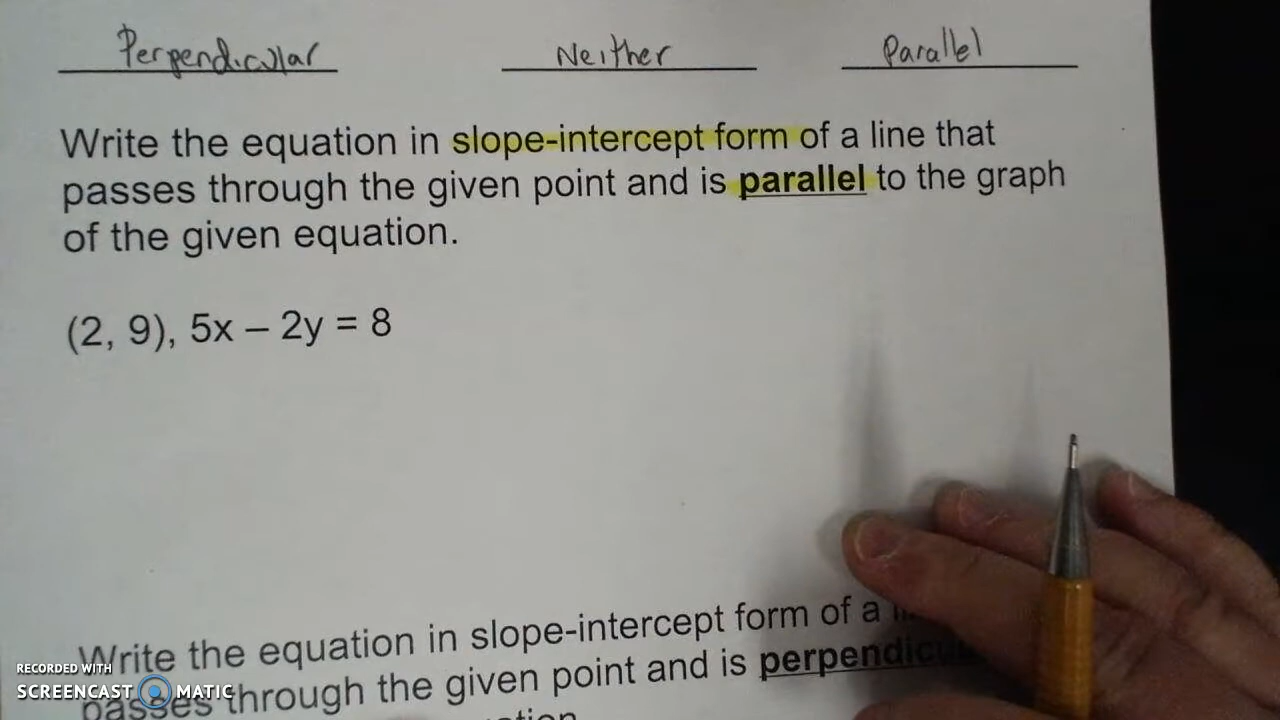 Perpendicular Neither Parallel
Write the equation in slope-intercept form of a line that
passes through the given point and is parallel to the graph
of the given equation.
(2, 9), 5x – 2y = 8
Write the equation in slope-intercept form of a
passes through the given point and is
RECORDED WITH
SCREENCAST MATIC